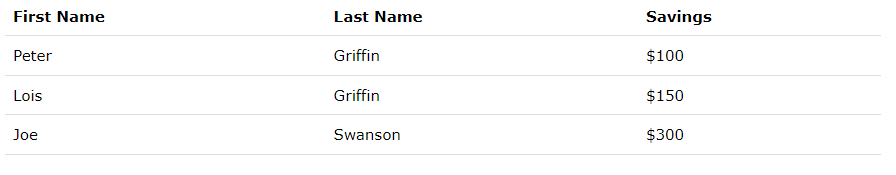 First Name Last Name Savings
Peter Griffin $100
Lois Griffin $150
Joe Swanson $300